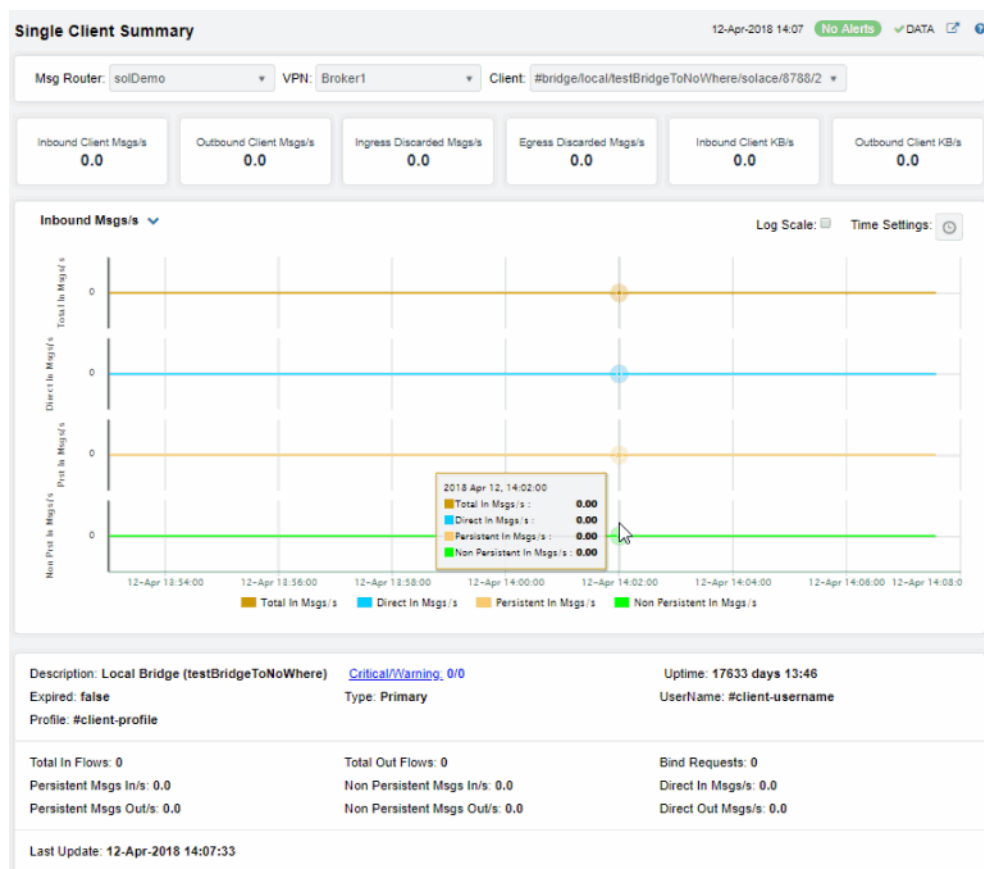 Single Client Summary 12-Apr-2018 14:07 No Alerts DATA ?
Msg Router: solDemo VPN: Broker1 Client: #bridge/local/testBridgeToNoWhere/solace/8788/2
Inbound Client Msgs/s Outbound Client Msgs/s Ingress Discarded Msgs/s Egress Discarded Msgs/s Inbound Client KB/s Outbound Client KB/s
0.0 0.0 0.0 0.0 0.0 0.0
Inbound Msgs/s Log Scale: Time Settings:
Total In Msgs/s 0
Direct In Msgs/s 0
Prst In Msgs/s 0
Non Prst In Msgs/s 0
2018 Apr 12, 14:02:00
Total In Msgs/s : 0.00
Direct In Msgs/s : 0.00
Persistent In Msgs/s : 0.00
Non Persistent In Msgs/s : 0.00
12-Apr 13:54:00 12-Apr 13:56:00 12-Apr 13:58:00 12-Apr 14:00:00 12-Apr 14:02:00 12-Apr 14:04:00 12-Apr 14:06:00 12-Apr 14:08:0
Total In Msgs/s Direct In Msgs/s Persistent In Msgs/s Non Persistent In Msgs/s
Description: Local Bridge (testBridgeToNoWhere) Critical/Warning: 0/0 Uptime: 17633 days 13:46
Expired: false Type: Primary UserName: #client-username
Profile: #client-profile
Total In Flows: 0 Total Out Flows: 0 Bind Requests: 0
Persistent Msgs In/s: 0.0 Non Persistent Msgs In/s: 0.0 Direct In Msgs/s: 0.0
Persistent Msgs Out/s: 0.0 Non Persistent Msgs Out/s: 0.0 Direct Out Msgs/s: 0.0
Last Update: 12-Apr-2018 14:07:33